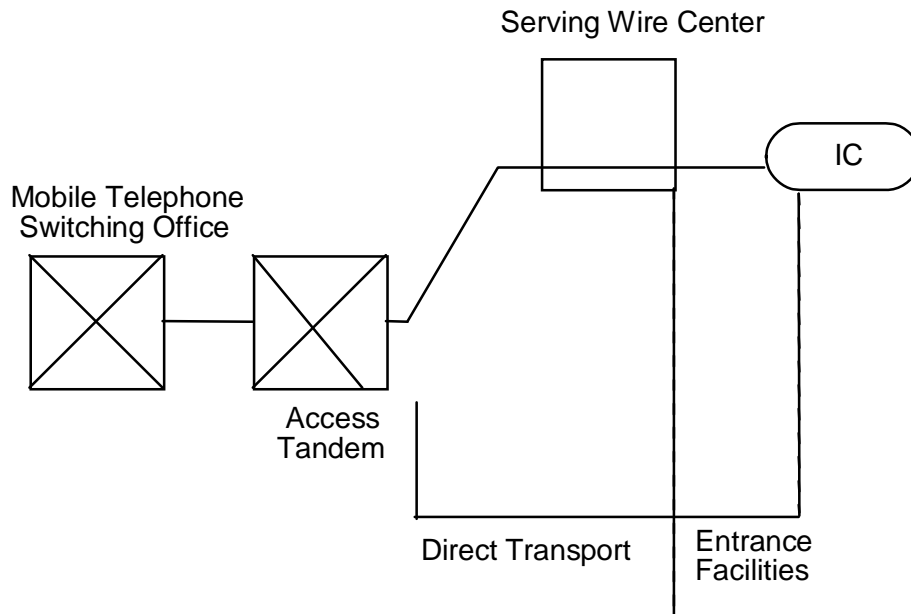 Serving Wire Center
IC
Mobile Telephone
Switching Office
Access
Tandem
Direct Transport
Entrance
Facilities